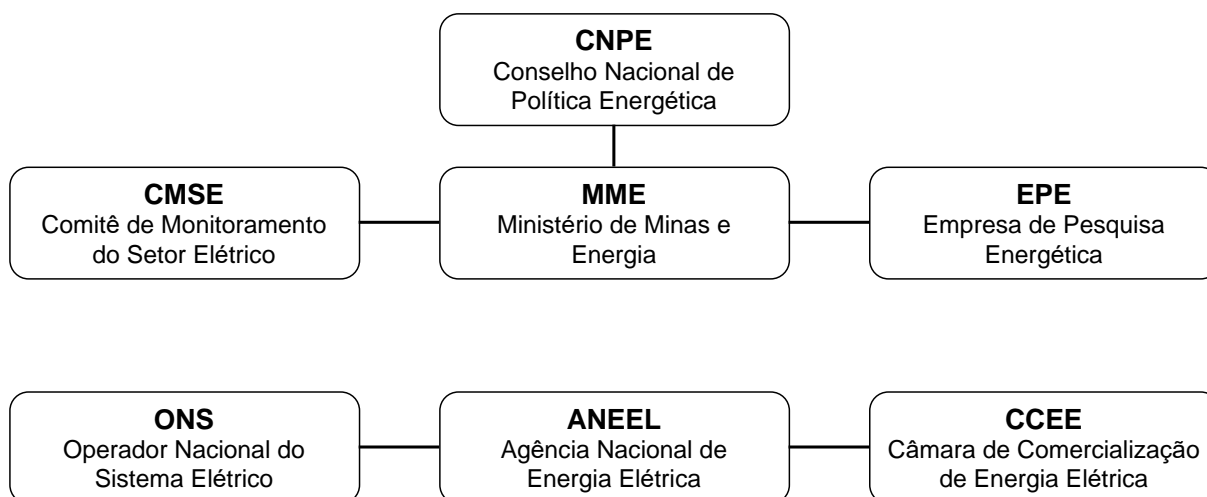 CNPE
Conselho Nacional de
Política Energética
CMSE
Comitê de Monitoramento
do Setor Elétrico
MME
Ministério de Minas e
Energia
EPE
Empresa de Pesquisa
Energética
ONS
Operador Nacional do
Sistema Elétrico
ANEEL
Agência Nacional de
Energia Elétrica
CCEE
Câmara de Comercialização
de Energia Elétrica